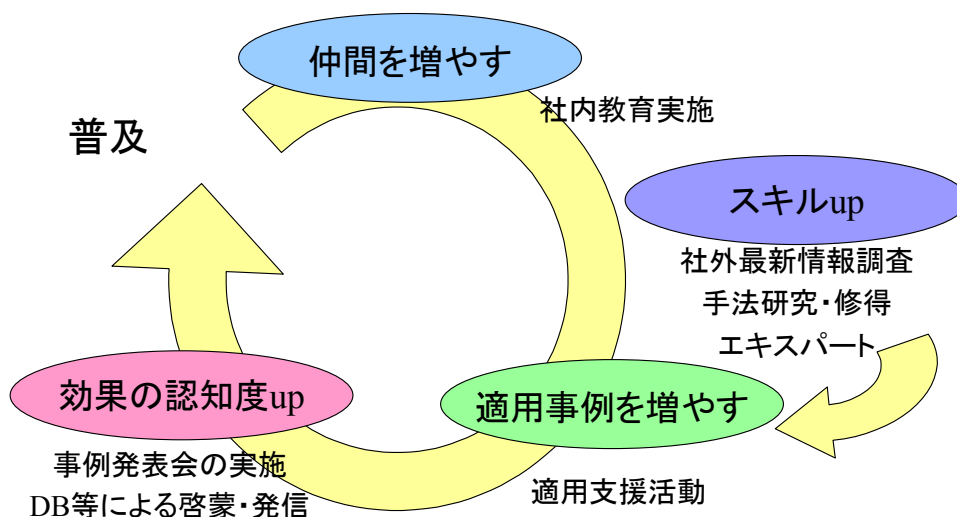 仲間を増やす
社内教育実施
普及
スキルup
社外最新情報調査
手法研究・修得
エキスパート
適用事例を増やす
適用支援活動
効果の認知度up
事例発表会の実施
DB等による啓蒙・発信